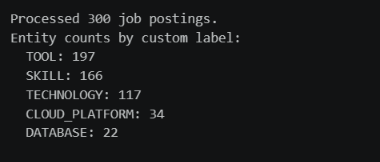 Processed 300 job postings.
Entity counts by custom label:
TOOL: 197
SKILL: 166
TECHNOLOGY: 117
CLOUD_PLATFORM: 34
DATABASE: 22